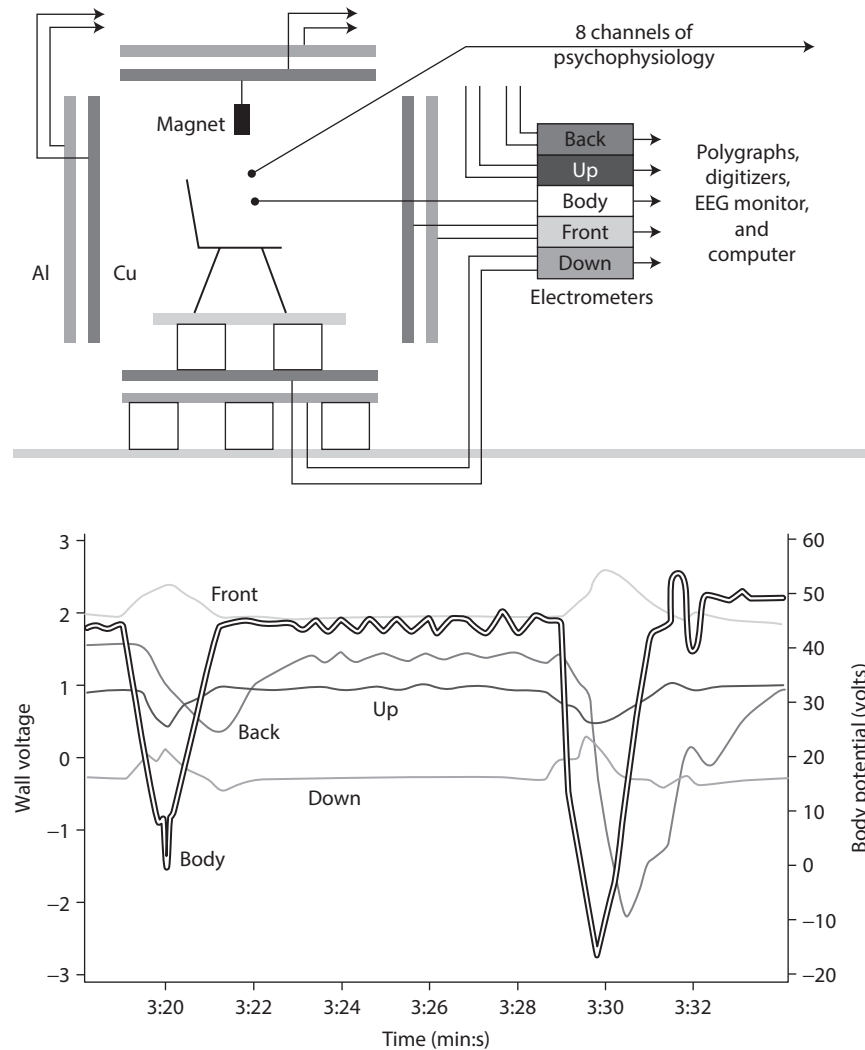 8 channels of
psychophysiology
Magnet
Back
Up
Body
Front
Down
Polygraphs,
digitizers,
EEG monitor,
and
computer
Al
Cu
Electrometers
3
2
1
0
−1
−2
−3
Wall voltage
60
50
40
30
20
10
0
−10
−20
Body potential (volts)
Front
Back
Up
Down
Body
3:20
3:22
3:24
3:26
3:28
3:30
3:32
Time (min:s)